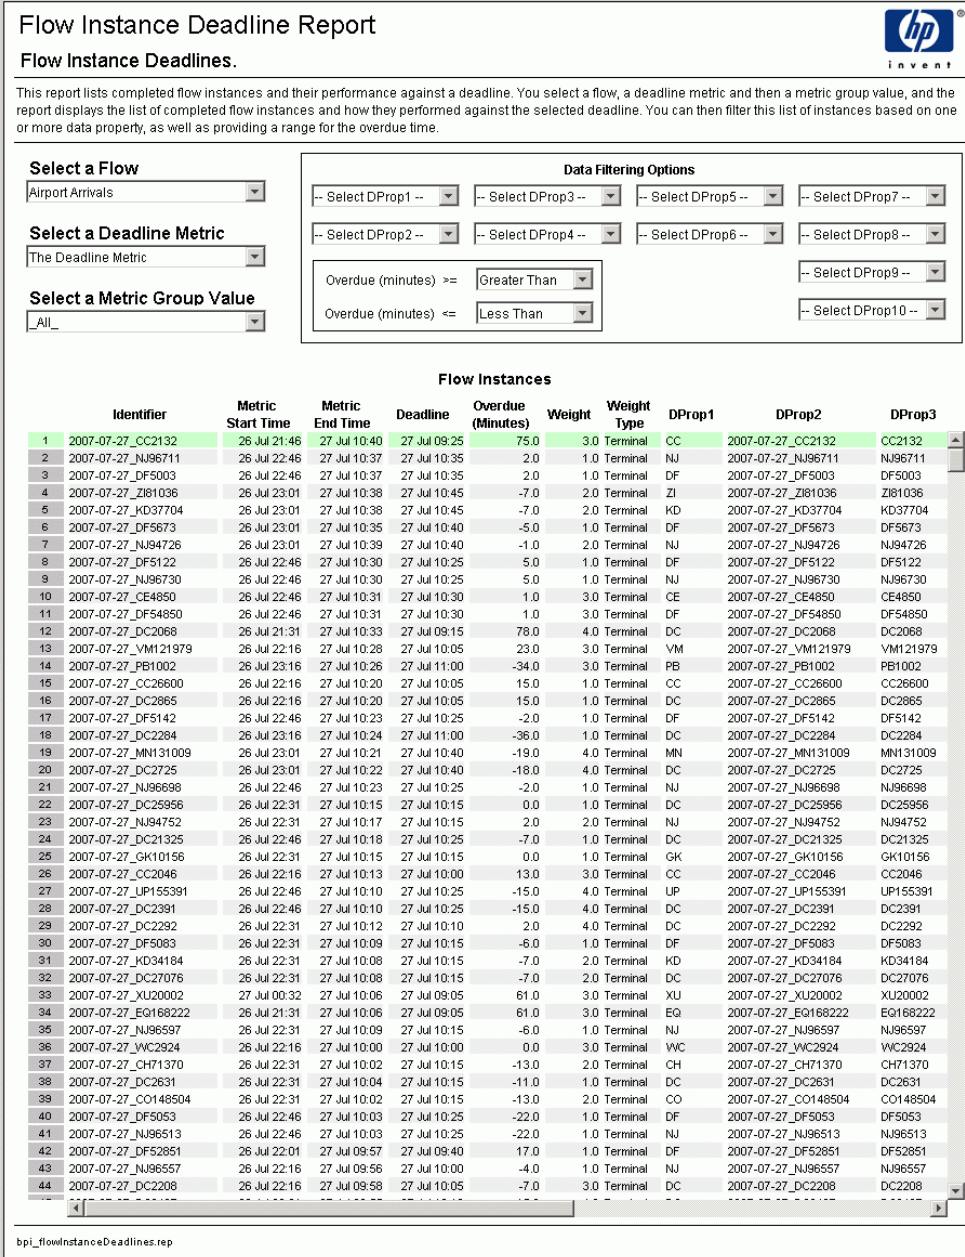 Flow Instance Deadline Report
hp
®
invent
Flow Instance Deadlines.
This report lists completed flow instances and their performance against a deadline. You select a flow, a deadline metric and then a metric group value, and the
report displays the list of completed flow instances and how they performed against the selected deadline. You can then filter this list of instances based on one
or more data property, as well as providing a range for the overdue time.
Select a Flow
Airport Arrivals
Select a Deadline Metric
The Deadline Metric
Select a Metric Group Value
_All_
Data Filtering Options
-- Select DProp1 -- -- Select DProp3 -- -- Select DProp5 -- -- Select DProp7 --
-- Select DProp2 -- -- Select DProp4 -- -- Select DProp6 -- -- Select DProp8 --
-- Select DProp9 --
-- Select DProp10 --
Overdue (minutes) >= Greater Than
Overdue (minutes) <= Less Than
Flow Instances
Identifier Metric Start Time Metric End Time Deadline Overdue (Minutes) Weight Weight Type DProp1 DProp2 DProp3
1 2007-07-27_CC2132 26 Jul 21:46 27 Jul 10:40 27 Jul 09:25 75.0 3.0 Terminal CC 2007-07-27_CC2132 CC2132
2 2007-07-27_NJ96711 26 Jul 22:46 27 Jul 10:37 27 Jul 10:35 2.0 1.0 Terminal NJ 2007-07-27_NJ96711 NJ96711
3 2007-07-27_DF5003 26 Jul 22:46 27 Jul 10:37 27 Jul 10:35 2.0 1.0 Terminal DF 2007-07-27_DF5003 DF5003
4 2007-07-27_ZI81036 26 Jul 23:01 27 Jul 10:38 27 Jul 10:45 -7.0 2.0 Terminal ZI 2007-07-27_ZI81036 ZI81036
5 2007-07-27_KD37704 26 Jul 23:01 27 Jul 10:38 27 Jul 10:45 -7.0 2.0 Terminal KD 2007-07-27_KD37704 KD37704
6 2007-07-27_DF5673 26 Jul 23:01 27 Jul 10:35 27 Jul 10:40 -5.0 1.0 Terminal DF 2007-07-27_DF5673 DF5673
7 2007-07-27_NJ94726 26 Jul 23:01 27 Jul 10:39 27 Jul 10:40 -1.0 2.0 Terminal NJ 2007-07-27_NJ94726 NJ94726
8 2007-07-27_DF5122 26 Jul 22:46 27 Jul 10:30 27 Jul 10:25 5.0 1.0 Terminal DF 2007-07-27_DF5122 DF5122
9 2007-07-27_NJ96730 26 Jul 22:46 27 Jul 10:30 27 Jul 10:25 5.0 1.0 Terminal NJ 2007-07-27_NJ96730 NJ96730
10 2007-07-27_CE4850 26 Jul 22:46 27 Jul 10:31 27 Jul 10:30 1.0 3.0 Terminal CE 2007-07-27_CE4850 CE4850
11 2007-07-27_DF54850 26 Jul 22:46 27 Jul 10:31 27 Jul 10:30 1.0 3.0 Terminal DF 2007-07-27_DF54850 DF54850
12 2007-07-27_DC2068 26 Jul 21:31 27 Jul 10:33 27 Jul 09:15 78.0 4.0 Terminal DC 2007-07-27_DC2068 DC2068
13 2007-07-27_VM121979 26 Jul 22:16 27 Jul 10:28 27 Jul 10:05 23.0 3.0 Terminal VM 2007-07-27_VM121979 VM121979
14 2007-07-27_PB1002 26 Jul 23:16 27 Jul 10:26 27 Jul 11:00 -34.0 3.0 Terminal PB 2007-07-27_PB1002 PB1002
15 2007-07-27_CC26600 26 Jul 22:16 27 Jul 10:20 27 Jul 10:05 15.0 1.0 Terminal CC 2007-07-27_CC26600 CC26600
16 2007-07-27_DC2865 26 Jul 22:16 27 Jul 10:20 27 Jul 10:05 15.0 1.0 Terminal DC 2007-07-27_DC2865 DC2865
17 2007-07-27_DF5142 26 Jul 22:46 27 Jul 10:23 27 Jul 10:25 -2.0 1.0 Terminal DF 2007-07-27_DF5142 DF5142
18 2007-07-27_DC2284 26 Jul 23:16 27 Jul 10:24 27 Jul 11:00 -36.0 1.0 Terminal DC 2007-07-27_DC2284 DC2284
19 2007-07-27_MN131009 26 Jul 23:01 27 Jul 10:21 27 Jul 10:40 -19.0 4.0 Terminal MN 2007-07-27_MN131009 MN131009
20 2007-07-27_DC2725 26 Jul 23:01 27 Jul 10:22 27 Jul 10:40 -18.0 4.0 Terminal DC 2007-07-27_DC2725 DC2725
21 2007-07-27_NJ96698 26 Jul 22:46 27 Jul 10:23 27 Jul 10:25 -2.0 1.0 Terminal NJ 2007-07-27_NJ96698 NJ96698
22 2007-07-27_DC25956 26 Jul 22:31 27 Jul 10:15 27 Jul 10:15 0.0 1.0 Terminal DC 2007-07-27_DC25956 DC25956
23 2007-07-27_NJ94752 26 Jul 22:31 27 Jul 10:17 27 Jul 10:15 2.0 2.0 Terminal NJ 2007-07-27_NJ94752 NJ94752
24 2007-07-27_DC21325 26 Jul 22:46 27 Jul 10:18 27 Jul 10:25 -7.0 1.0 Terminal DC 2007-07-27_DC21325 DC21325
25 2007-07-27_GK10156 26 Jul 22:31 27 Jul 10:15 27 Jul 10:15 0.0 1.0 Terminal GK 2007-07-27_GK10156 GK10156
26 2007-07-27_CC2046 26 Jul 22:16 27 Jul 10:13 27 Jul 10:00 13.0 3.0 Terminal CC 2007-07-27_CC2046 CC2046
27 2007-07-27_UP155391 26 Jul 22:46 27 Jul 10:10 27 Jul 10:25 -15.0 4.0 Terminal UP 2007-07-27_UP155391 UP155391
28 2007-07-27_DC2391 26 Jul 22:46 27 Jul 10:10 27 Jul 10:25 -15.0 4.0 Terminal DC 2007-07-27_DC2391 DC2391
29 2007-07-27_DC2292 26 Jul 22:31 27 Jul 10:12 27 Jul 10:10 2.0 4.0 Terminal DC 2007-07-27_DC2292 DC2292
30 2007-07-27_DF5083 26 Jul 22:31 27 Jul 10:09 27 Jul 10:15 -6.0 1.0 Terminal DF 2007-07-27_DF5083 DF5083
31 2007-07-27_KD34184 26 Jul 22:31 27 Jul 10:08 27 Jul 10:15 -7.0 2.0 Terminal KD 2007-07-27_KD34184 KD34184
32 2007-07-27_DC27076 26 Jul 22:31 27 Jul 10:08 27 Jul 10:15 -7.0 2.0 Terminal DC 2007-07-27_DC27076 DC27076
33 2007-07-27_XU20002 27 Jul 00:32 27 Jul 10:06 27 Jul 09:05 61.0 3.0 Terminal XU 2007-07-27_XU20002 XU20002
34 2007-07-27_EQ168222 26 Jul 21:31 27 Jul 10:06 27 Jul 09:05 61.0 3.0 Terminal EQ 2007-07-27_EQ168222 EQ168222
35 2007-07-27_NJ96597 26 Jul 22:31 27 Jul 10:09 27 Jul 10:15 -6.0 1.0 Terminal NJ 2007-07-27_NJ96597 NJ96597
36 2007-07-27_WC2924 26 Jul 22:16 27 Jul 10:00 27 Jul 10:00 0.0 3.0 Terminal WC 2007-07-27_WC2924 WC2924
37 2007-07-27_CH71370 26 Jul 22:31 27 Jul 10:02 27 Jul 10:15 -13.0 2.0 Terminal CH 2007-07-27_CH71370 CH71370
38 2007-07-27_DC2631 26 Jul 22:31 27 Jul 10:04 27 Jul 10:15 -11.0 1.0 Terminal DC 2007-07-27_DC2631 DC2631
39 2007-07-27_CO148504 26 Jul 22:31 27 Jul 10:02 27 Jul 10:15 -13.0 2.0 Terminal CO 2007-07-27_CO148504 CO148504
40 2007-07-27_DF5053 26 Jul 22:46 27 Jul 10:03 27 Jul 10:25 -22.0 1.0 Terminal DF 2007-07-27_DF5053 DF5053
41 2007-07-27_NJ96513 26 Jul 22:46 27 Jul 10:03 27 Jul 10:25 -22.0 1.0 Terminal NJ 2007-07-27_NJ96513 NJ96513
42 2007-07-27_DF52851 26 Jul 22:01 27 Jul 09:57 27 Jul 09:40 17.0 1.0 Terminal DF 2007-07-27_DF52851 DF52851
43 2007-07-27_NJ96557 26 Jul 22:16 27 Jul 09:56 27 Jul 10:00 -4.0 1.0 Terminal NJ 2007-07-27_NJ96557 NJ96557
44 2007-07-27_DC2208 26 Jul 22:16 27 Jul 09:58 27 Jul 10:05 -7.0 3.0 Terminal DC 2007-07-27_DC2208 DC2208
bpi_flowInstanceDeadlines.rep